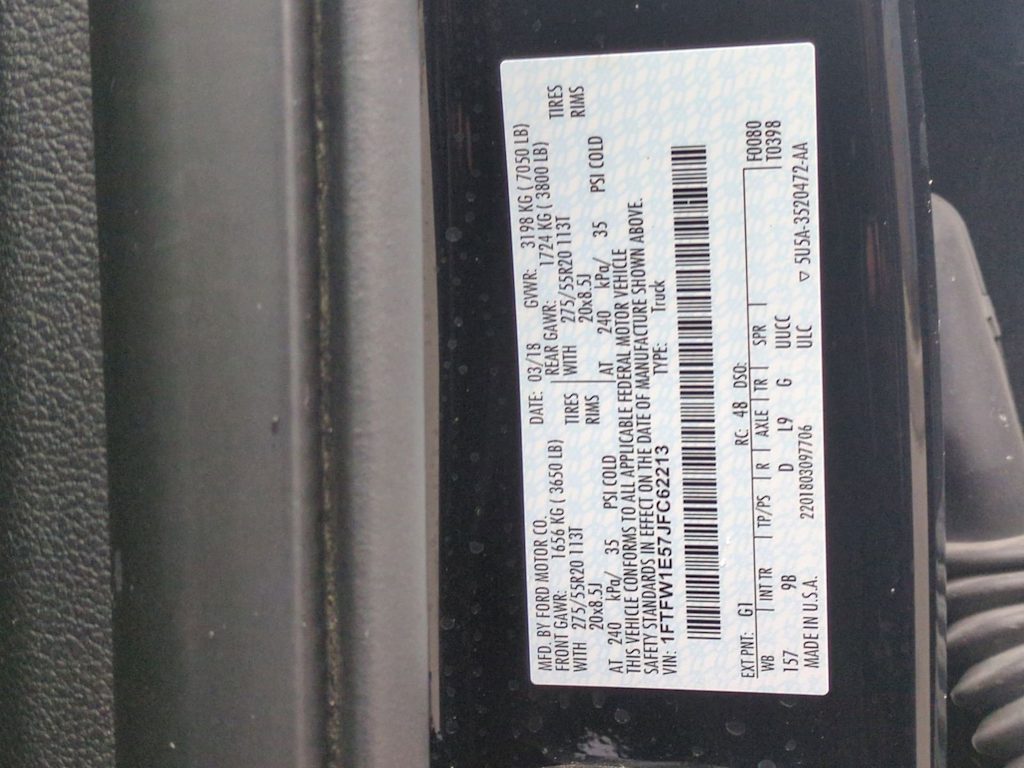 MFD. BY FORD MOTOR CO. DATE: 03/18 GVWR: 3198 KG ( 7050 LB)
FRONT GAWR: 1656 KG ( 3650 LB) REAR GAWR: 1724 KG ( 3800 LB)
WITH 275/55R20 113T TIRES WITH 275/55R20 113T TIRES
20x8.5J RIMS 20x8.5J RIMS
AT 240 kPa/ 35 PSI COLD AT 240 kPa/ 35 PSI COLD
THIS VEHICLE CONFORMS TO ALL APPLICABLE FEDERAL MOTOR VEHICLE
SAFETY STANDARDS IN EFFECT ON THE DATE OF MANUFACTURE SHOWN ABOVE.
VIN: 1FTFW1E57JFC62213 TYPE: Truck
EXT PNT: G1 RC: 48 DSO: F0080
WB INT TR TP/PS R AXLE TR SPR T0398
157 9B D L9 G UUCC
MADE IN U.S.A. 2201803097706 ULC ▽ 5U5A-3520472-AA